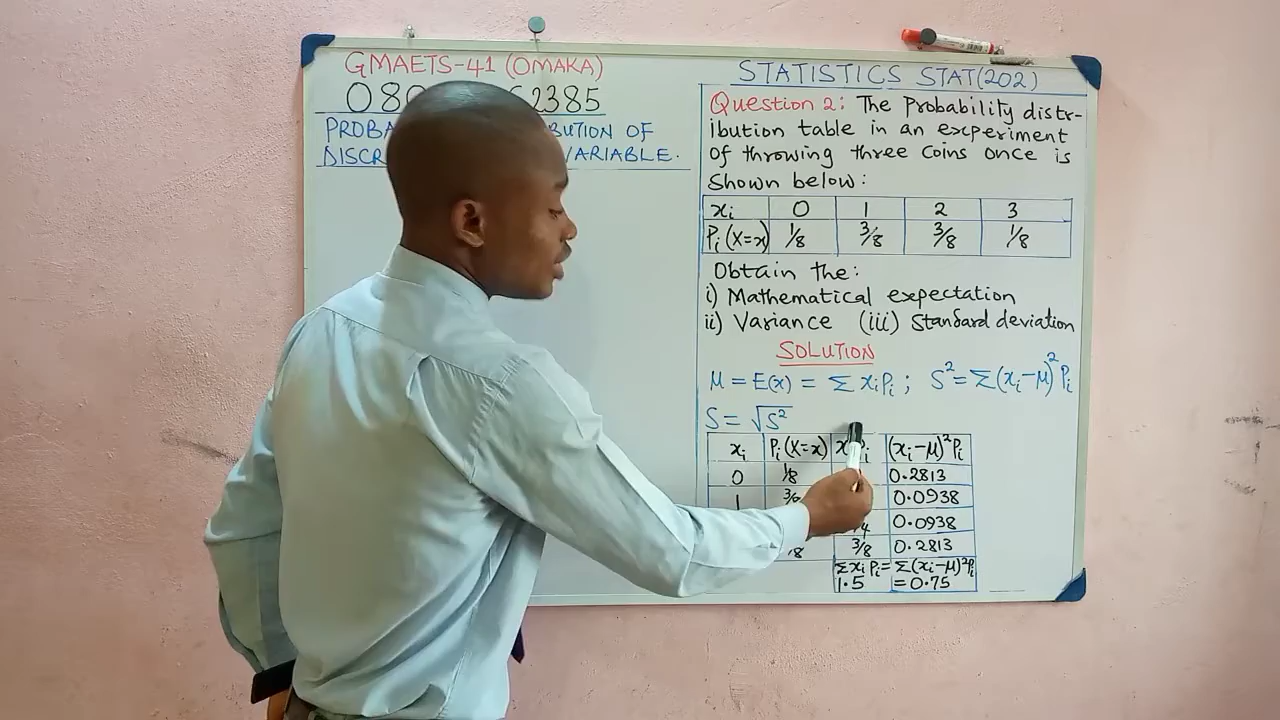 GMAETS-41 (OMAKA)
080 2385
PROBA BUTION OF
DISCR VARIABLE.
STATISTICS STAT(202)
Question 2: The Probability distr-
ibution table in an experiment
of throwing three Coins once is
Shown below:
xi 0 1 2 3
Pi(X=x) 1/8 3/8 3/8 1/8
Obtain the:
i) Mathematical expectation
ii) Variance (iii) Standard deviation
SOLUTION
M = E(x) = Σ xiPi ; S² = Σ(xi-M)²Pi
S = √S²
xi Pi(X=x) (xi-M)²Pi
0 1/8 0.2813
1 0.0938
0.0938
3/8 0.2813
Σxi Pi = Σ(xi-M)²Pi
1.5 = 0.75